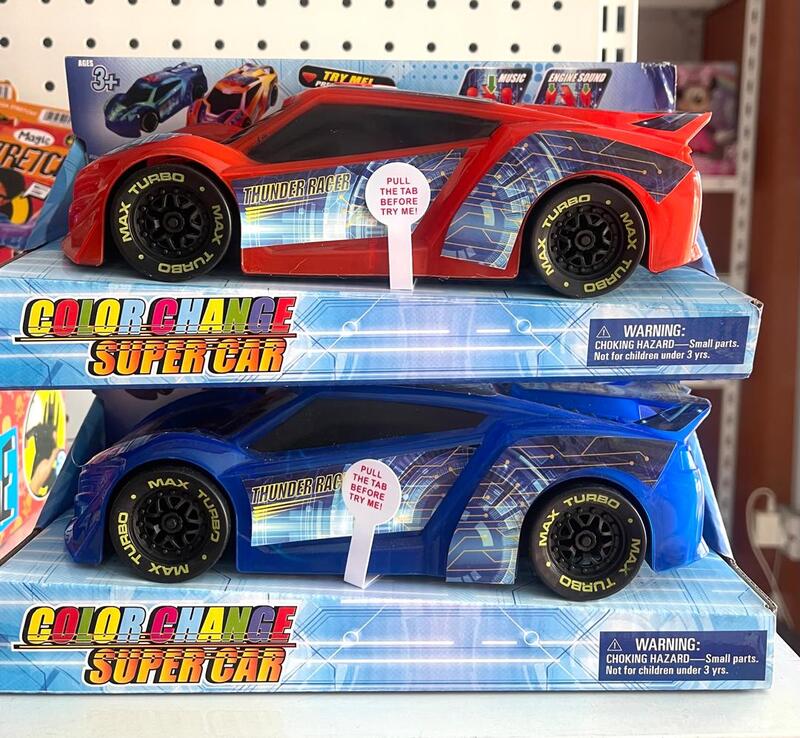 AGES
3+
TRY ME!
MUSIC
ENGINE SOUND
Magic
THUNDER RACER
PULL
THE TAB
BEFORE
TRY ME!
MAX TURBO
MAX TURBO
MAX TURBO
MAX TURBO
COLOR CHANGE
SUPER CAR
WARNING:
CHOKING HAZARD—Small parts.
Not for children under 3 yrs.
THUNDER RAC
PULL
THE TAB
BEFORE
TRY ME!
MAX TURBO
MAX TURBO
MAX TURBO
MAX TURBO
COLOR CHANGE
SUPER CAR
WARNING:
CHOKING HAZARD—Small parts.
Not for children under 3 yrs.